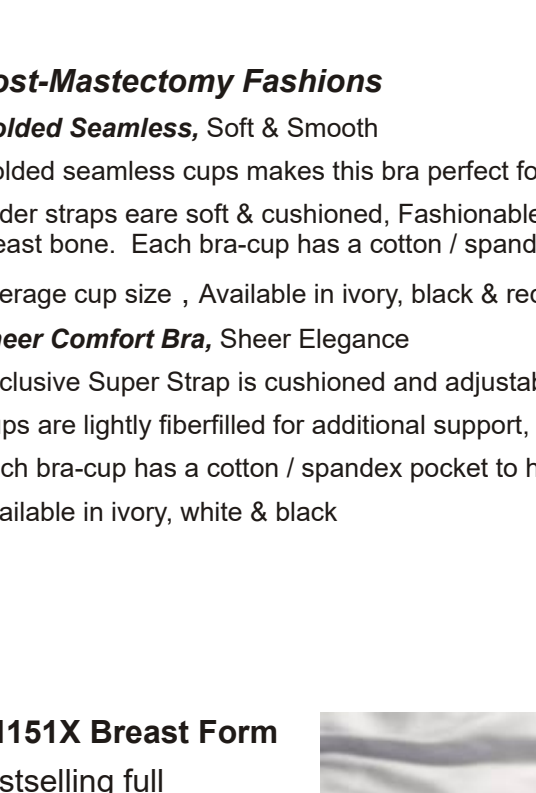 ost-Mastectomy Fashions
olded Seamless, Soft & Smooth
olded seamless cups makes this bra perfect fo
der straps eare soft & cushioned, Fashionable
east bone.  Each bra-cup has a cotton / spand
erage cup size , Available in ivory, black & red
eer Comfort Bra, Sheer Elegance
clusive Super Strap is cushioned and adjustab
ps are lightly fiberfilled for additional support,
ch bra-cup has a cotton / spandex pocket to h
ailable in ivory, white & black
1151X Breast Form
stselling full